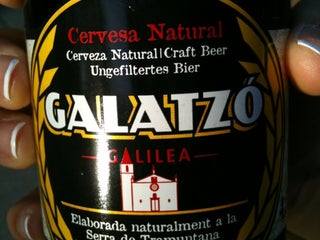 Cervesa Natural
Cerveza Natural|Craft Beer
Ungefiltertes Bier
GALATZÓ
GALILEA
Elaborada naturalment a la
Serra de Tramuntana